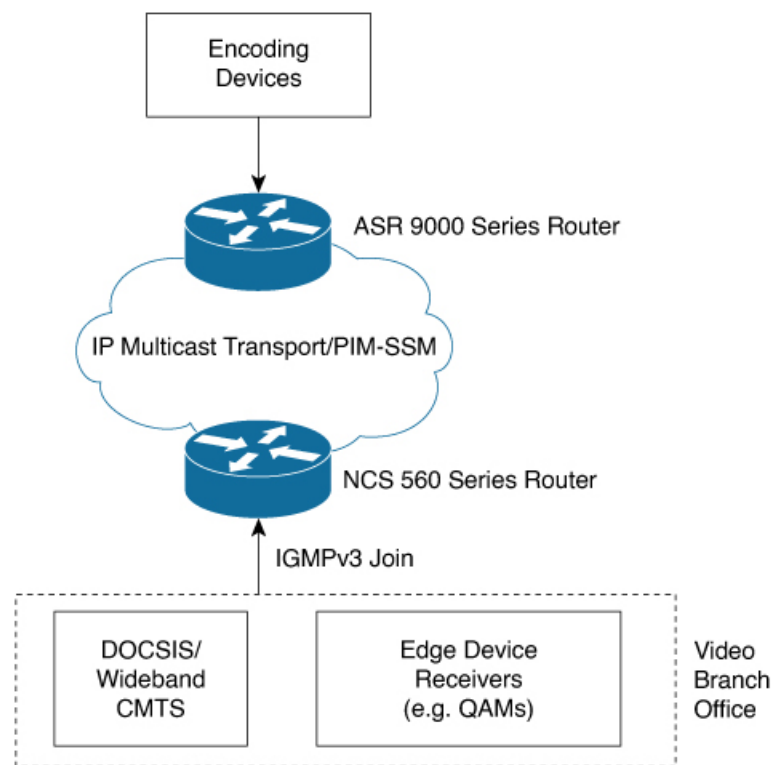 Encoding
Devices
ASR 9000 Series Router
IP Multicast Transport/PIM-SSM
NCS 560 Series Router
IGMPv3 Join
DOCSIS/
Wideband
CMTS
Edge Device
Receivers
(e.g. QAMs)
Video
Branch
Office